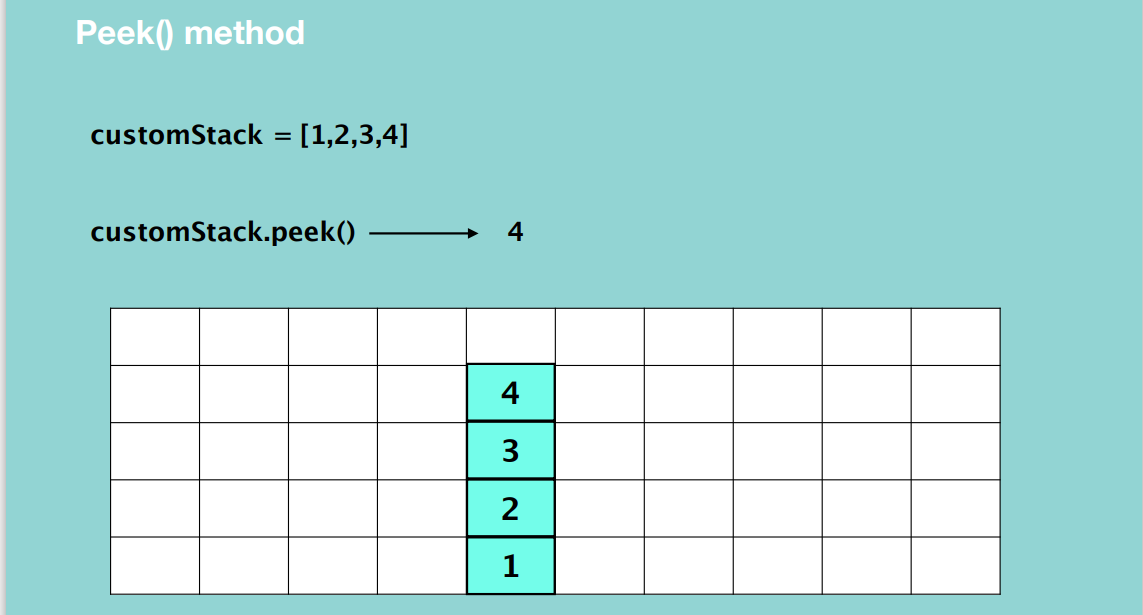 Peek() method
customStack = [1,2,3,4]
customStack.peek() 4
4
3
2
1